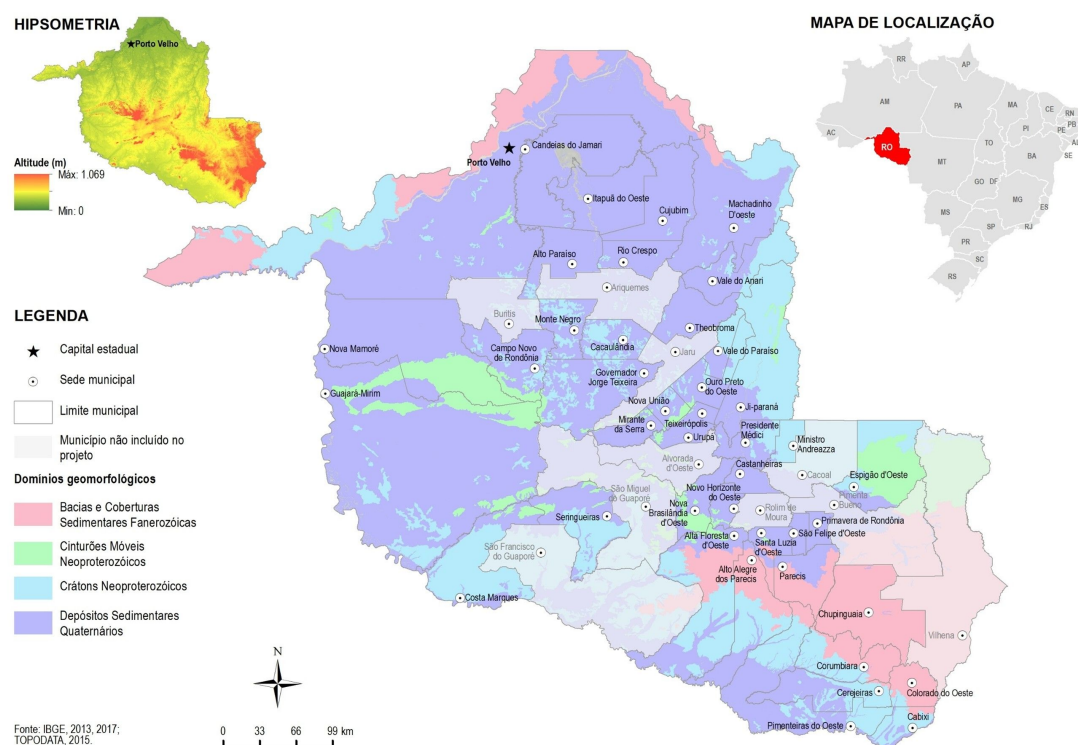 HIPSOMETRIA
Porto Velho
Altitude (m)
Máx: 1.069
Min: 0
MAPA DE LOCALIZAÇÃO
RR
AP
AM
PA
MA
CE
RN
PB
PE
PI
AL
SE
AC
RO
TO
BA
MT
GO
DF
MG
ES
MS
SP
RJ
PR
SC
RS
Porto Velho
Candeias do Jamari
Itapuã do Oeste
Cujubim
Machadinho
D'oeste
Alto Paraíso
Rio Crespo
Ariquemes
Vale do Anari
Buritis
Monte Negro
Theobroma
Cacaulândia
Jaru
Vale do Paraíso
Nova Mamoré
Campo Novo
de Rondônia
Governador
Jorge Teixeira
Ouro Preto
do Oeste
Guajará-Mirim
Nova União
Ji-paraná
Mirante
da Serra
Teixeirópolis
Urupá
Presidente
Médici
Ministro
Andreazza
Alvorada
d'Oeste
Castanheiras
Cacoal
Espigão d'Oeste
São Miguel
do Guaporé
Novo Horizonte
do Oeste
Pimenta
Bueno
Seringueiras
Nova
Brasilândia
d'Oeste
Rolim de
Moura
Primavera de Rondônia
São Felipe d'Oeste
Alta Floresta
d'Oeste
Santa Luzia
d'Oeste
São Francisco
do Guaporé
Alto Alegre
dos Parecis
Parecis
Costa Marques
Chupinguaia
Vilhena
Corumbiara
Cerejeiras
Colorado do Oeste
Pimenteiras do Oeste
Cabixi
LEGENDA
Capital estadual
Sede municipal
Limite municipal
Município não incluído no
projeto
Domínios geomorfológicos
Bacias e Coberturas
Sedimentares Fanerozóicas
Cinturões Móveis
Neoproterozóicos
Crátons Neoproterozóicos
Depósitos Sedimentares
Quaternários
N
Fonte: IBGE, 2013, 2017;
TOPODATA, 2015.
0 33 66 99 km